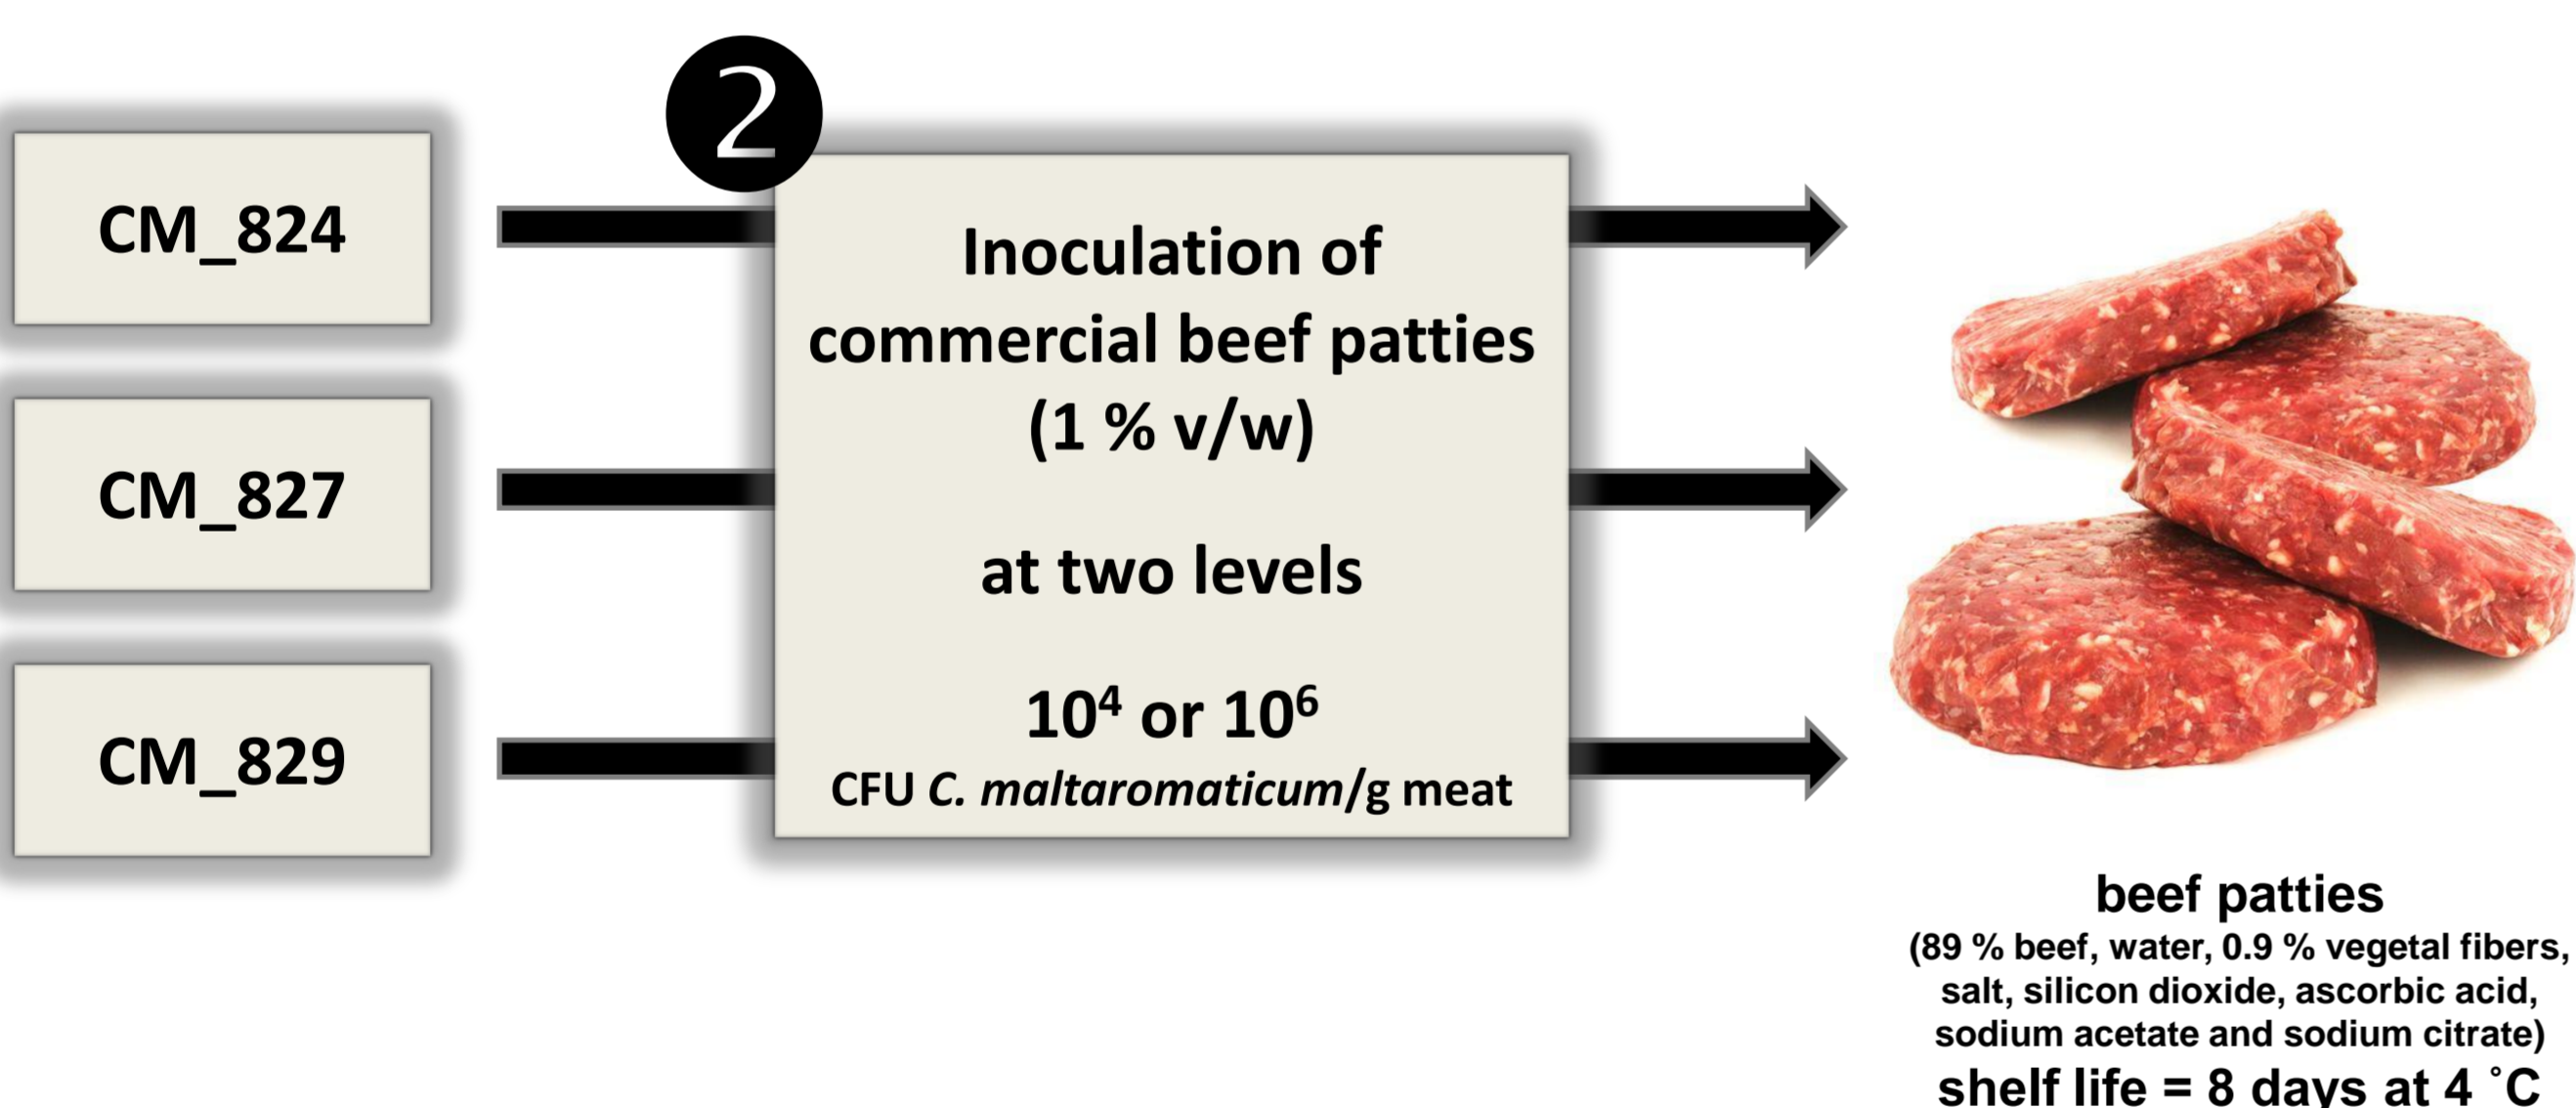 2
CM_824
CM_827
CM_829
Inoculation of
commercial beef patties
(1 % v/w)
at two levels
10⁴ or 10⁶
CFU C. maltaromaticum/g meat
beef patties
(89 % beef, water, 0.9 % vegetal fibers,
salt, silicon dioxide, ascorbic acid,
sodium acetate and sodium citrate)
shelf life = 8 days at 4 ˚C